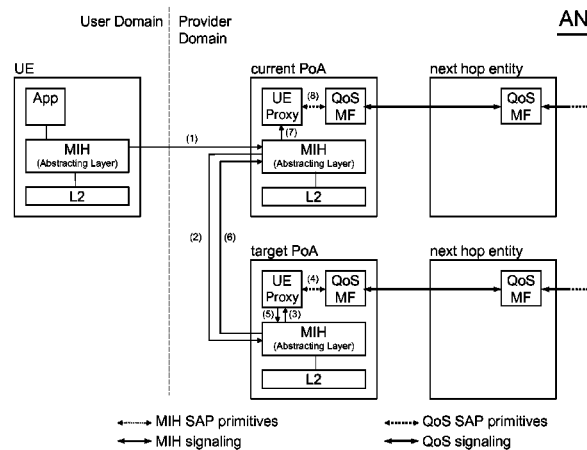 User Domain
Provider Domain
AN
UE
current PoA
next hop entity
App
UE Proxy
(8)
QoS MF
QoS MF
(1)
(7)
MIH
(Abstracting Layer)
MIH
(Abstracting Layer)
L2
L2
(2)
(6)
target PoA
next hop entity
UE Proxy
(4)
QoS MF
QoS MF
(5)
(3)
MIH
(Abstracting Layer)
L2
MIH SAP primitives
QoS SAP primitives
MIH signaling
QoS signaling